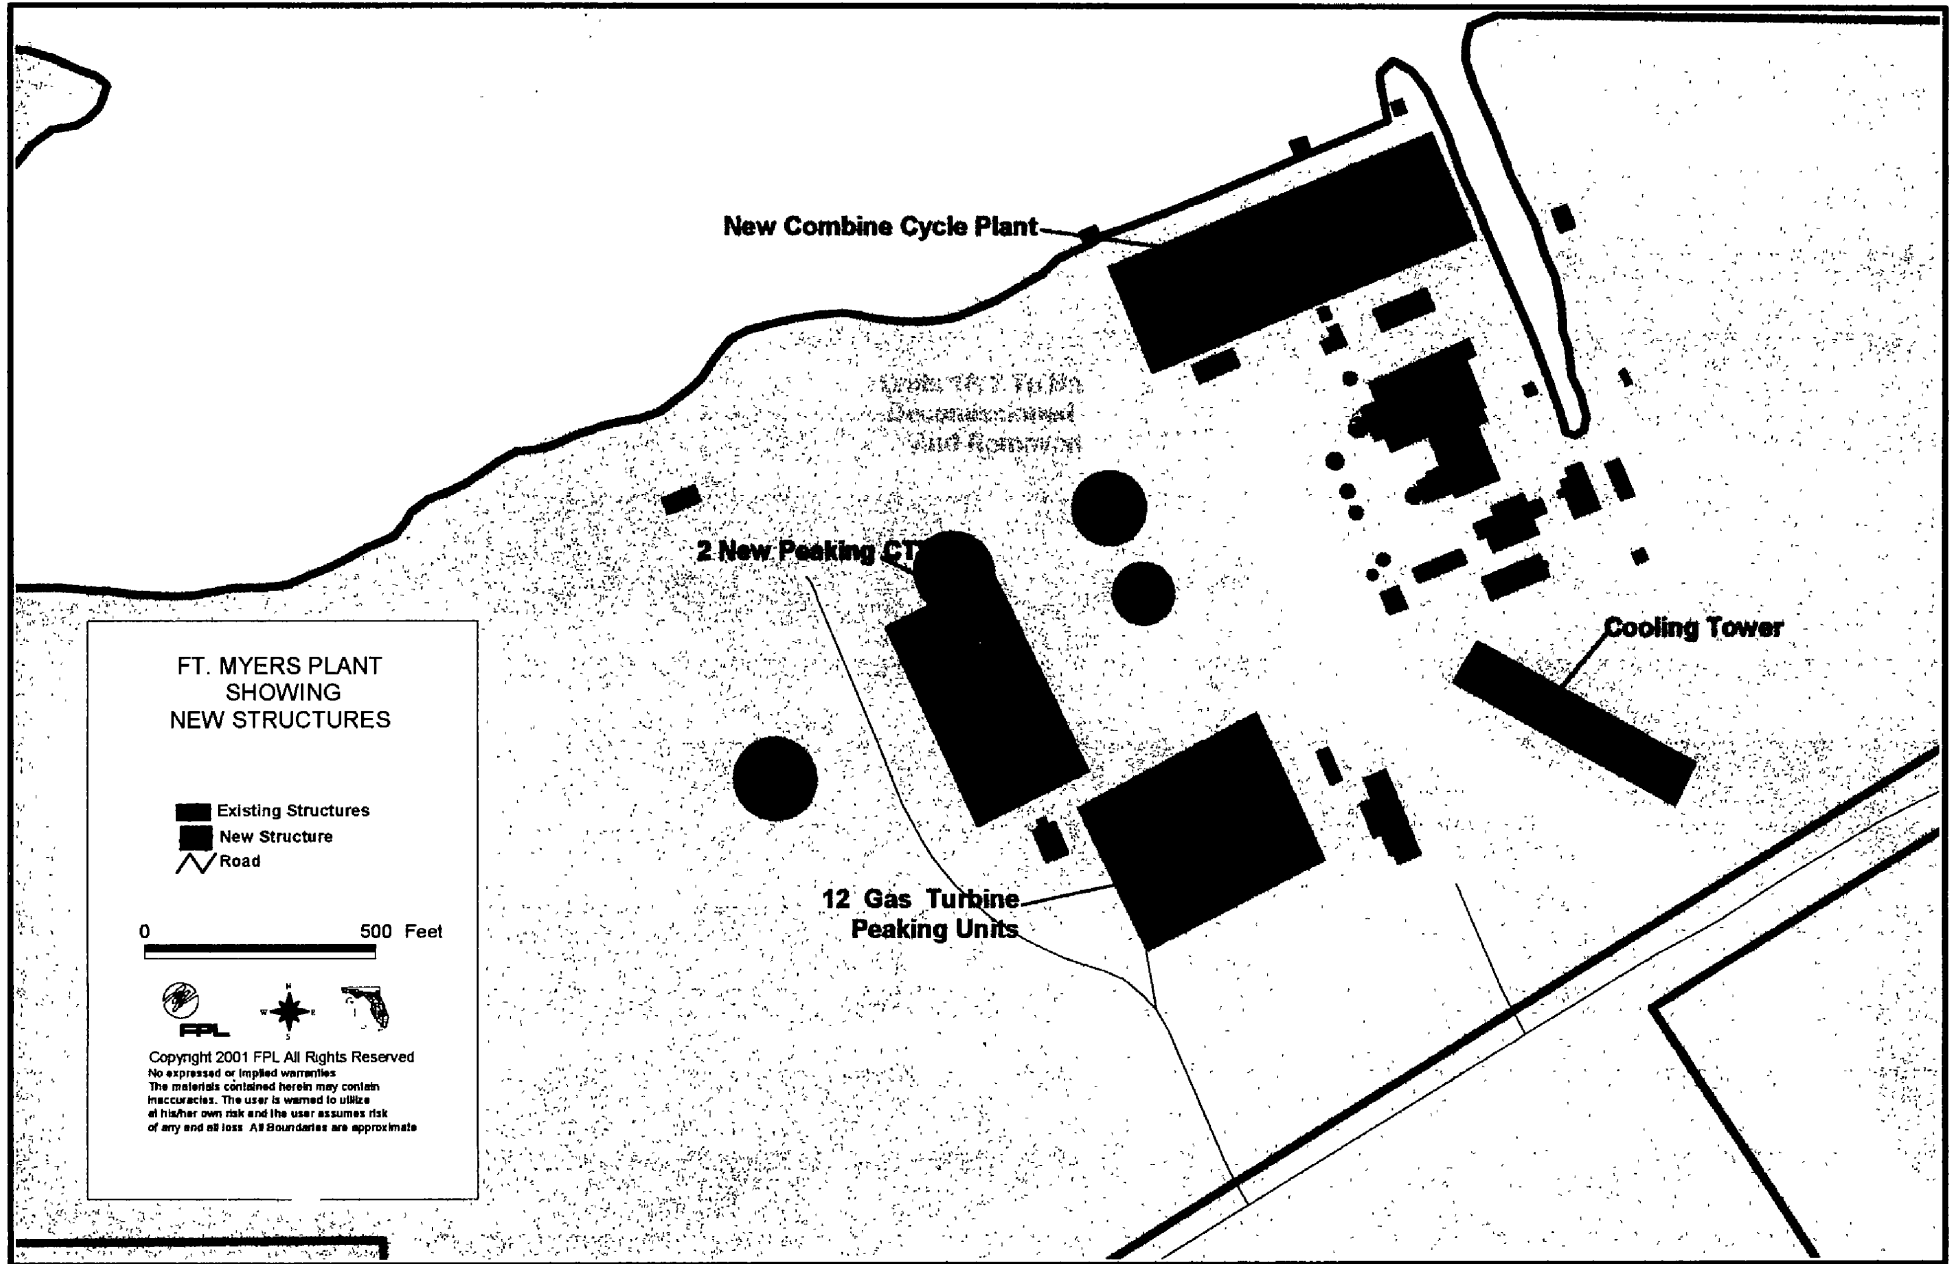 New Combine Cycle Plant
2 New Peaking CT
Cooling Tower
12 Gas Turbine
Peaking Units
FT. MYERS PLANT
SHOWING
NEW STRUCTURES
Existing Structures
New Structure
Road
0 500 Feet
N
W E
S
FPL
Copyright 2001 FPL All Rights Reserved
No expressed or implied warranties
The materials contained herein may contain
inaccuracies. The user is warned to utilize
at his/her own risk and the user assumes risk
of any and all loss. All Boundaries are approximate